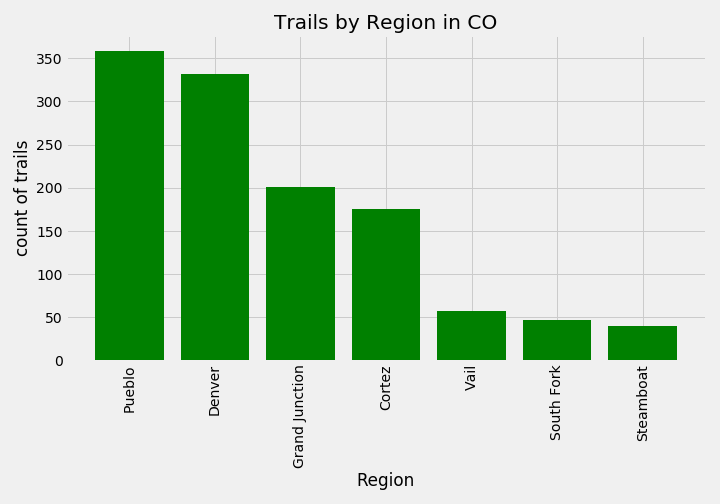 Trails by Region in CO
count of trails
350
300
250
200
150
100
50
0
Pueblo
Denver
Grand Junction
Cortez
Vail
South Fork
Steamboat
Region